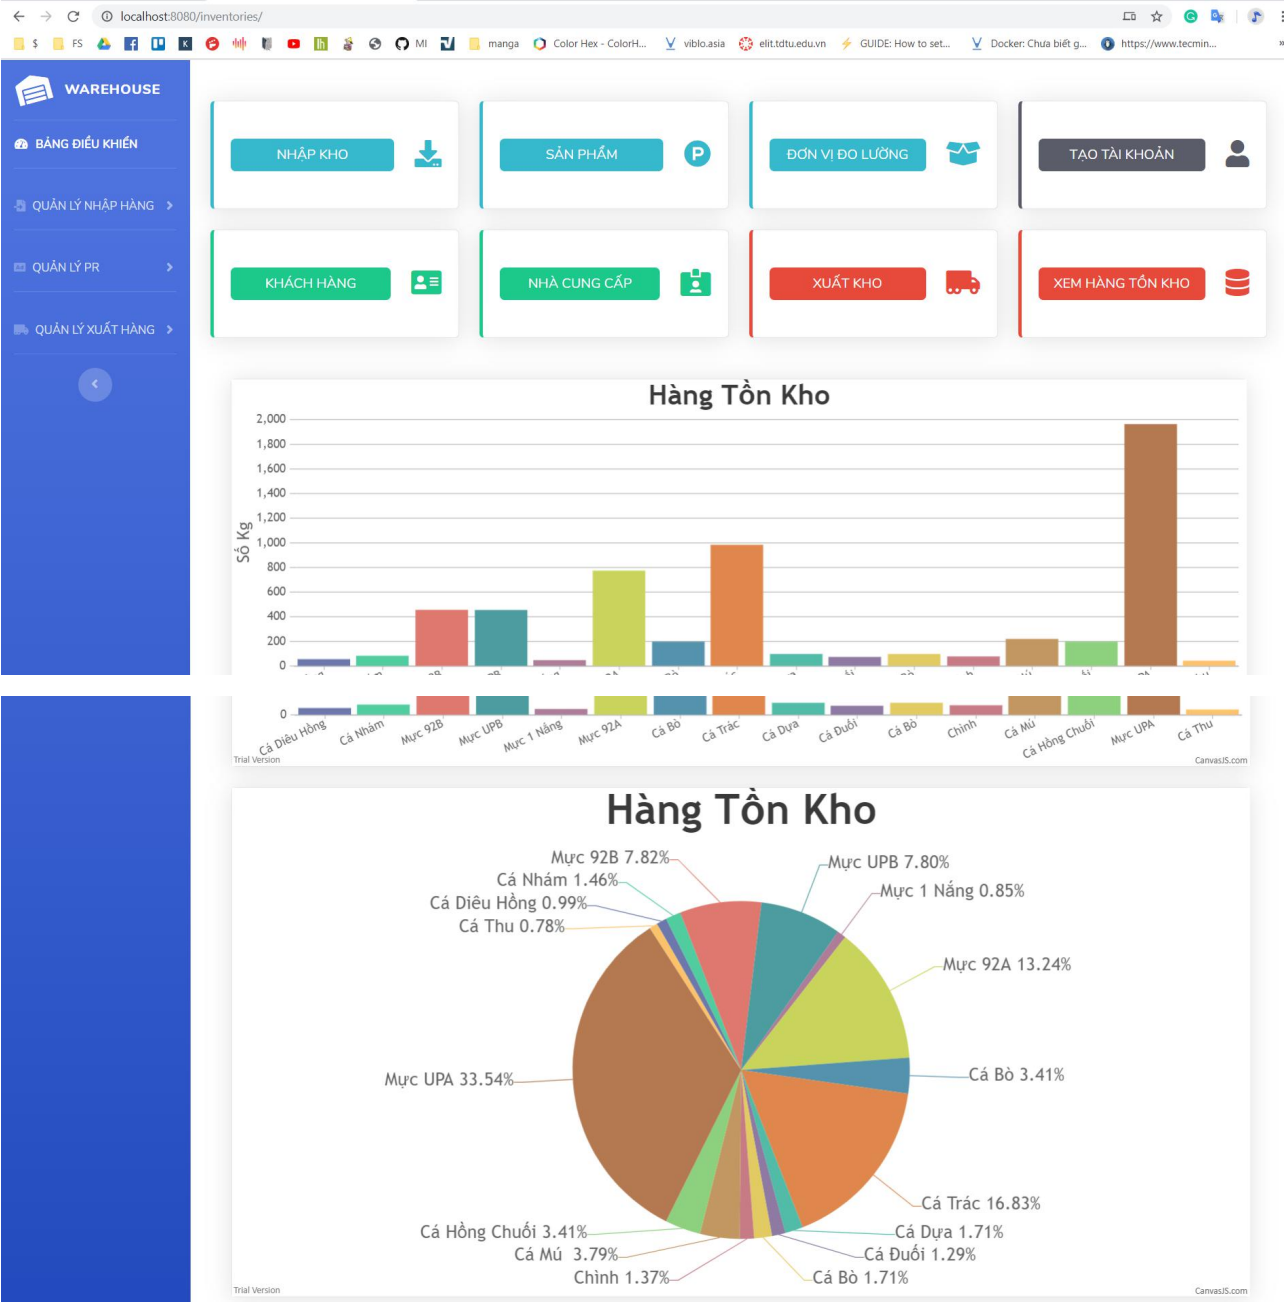 localhost:8080/inventories/
$
FS
MI
manga
Color Hex - ColorH...
viblo.asia
elit.tdtu.edu.vn
GUIDE: How to set...
Docker: Chưa biết g...
https://www.tecmin...
WAREHOUSE
BẢNG ĐIỀU KHIỂN
QUẢN LÝ NHẬP HÀNG
QUẢN LÝ PR
QUẢN LÝ XUẤT HÀNG
NHẬP KHO
SẢN PHẨM
ĐƠN VỊ ĐO LƯỜNG
TẠO TÀI KHOẢN
KHÁCH HÀNG
NHÀ CUNG CẤP
XUẤT KHO
XEM HÀNG TỒN KHO
Hàng Tồn Kho
Số Kg
2,000
1,800
1,600
1,400
1,200
1,000
800
600
400
200
0
0
Cá Diêu Hồng
Cá Nhám
Mực 92B
Mực UPB
Mực 1 Nắng
Mực 92A
Cá Bò
Cá Trác
Cá Dựa
Cá Đuối
Cá Bò
Chình
Cá Mú
Cá Hồng Chuối
Mực UPA
Cá Thu
Trial Version
CanvasJS.com
Hàng Tồn Kho
Mực 92B 7.82%
Mực UPB 7.80%
Cá Nhám 1.46%
Mực 1 Nắng 0.85%
Cá Diêu Hồng 0.99%
Cá Thu 0.78%
Mực 92A 13.24%
Cá Bò 3.41%
Mực UPA 33.54%
Cá Trác 16.83%
Cá Hồng Chuối 3.41%
Cá Dựa 1.71%
Cá Mú 3.79%
Cá Đuối 1.29%
Chình 1.37%
Cá Bò 1.71%
Trial Version
CanvasJS.com